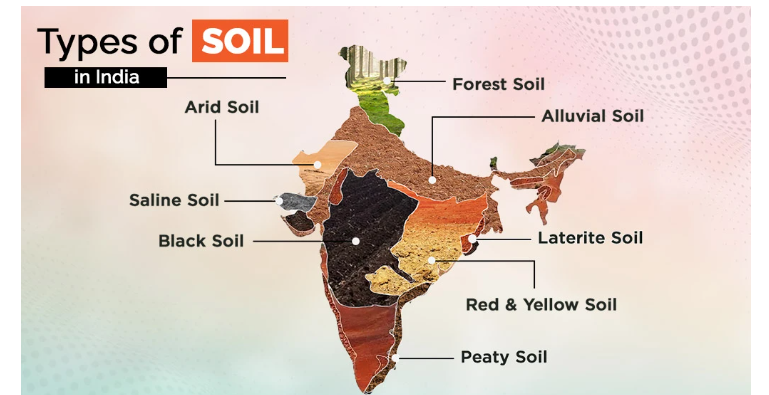 Types of SOIL
in India
Forest Soil
Arid Soil
Alluvial Soil
Saline Soil
Black Soil
Laterite Soil
Red & Yellow Soil
Peaty Soil